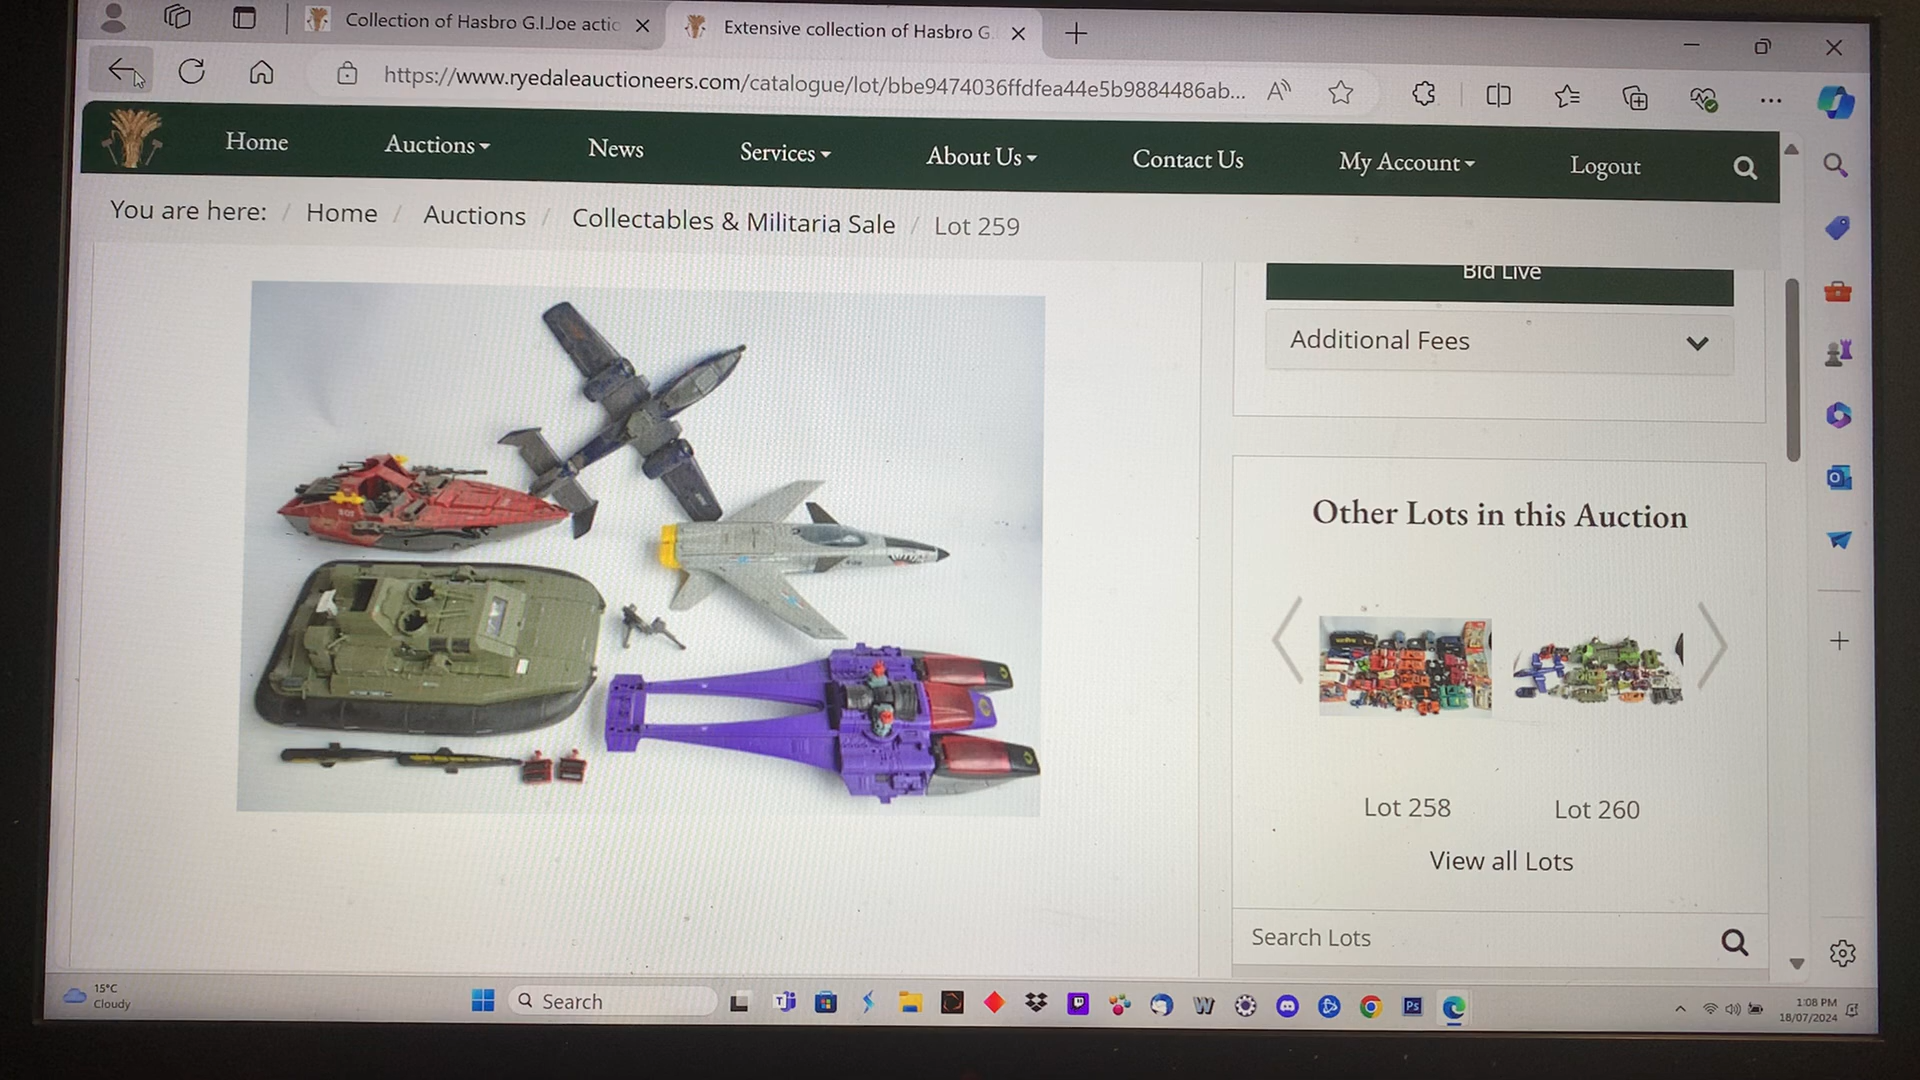 Collection of Hasbro G.I.Joe actic
Extensive collection of Hasbro G.
https://www.ryedaleauctioneers.com/catalogue/lot/bbe9474036ffdfea44e5b9884486ab...
Home
Auctions
News
Services
About Us
Contact Us
My Account
Logout
You are here: / Home / Auctions / Collectables & Militaria Sale / Lot 259
Bid Live
Additional Fees
Other Lots in this Auction
Lot 258
Lot 260
View all Lots
Search Lots
15°C
Cloudy
Search
1:08 PM
18/07/2024